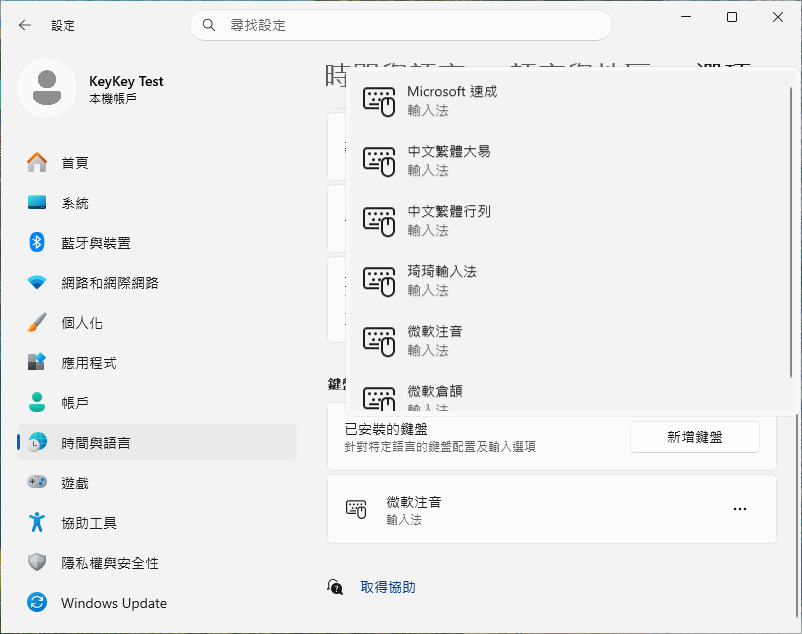 設定
尋找設定
KeyKey Test
本機帳戶
首頁
系統
藍牙與裝置
網路和網際網路
個人化
應用程式
帳戶
時間與語言
遊戲
協助工具
隱私權與安全性
Windows Update
Microsoft 速成
輸入法
中文繁體大易
輸入法
中文繁體行列
輸入法
琦琦輸入法
輸入法
微軟注音
輸入法
微軟倉頡
輸入法
已安裝的鍵盤
針對特定語言的鍵盤配置及輸入選項
新增鍵盤
微軟注音
輸入法
取得協助